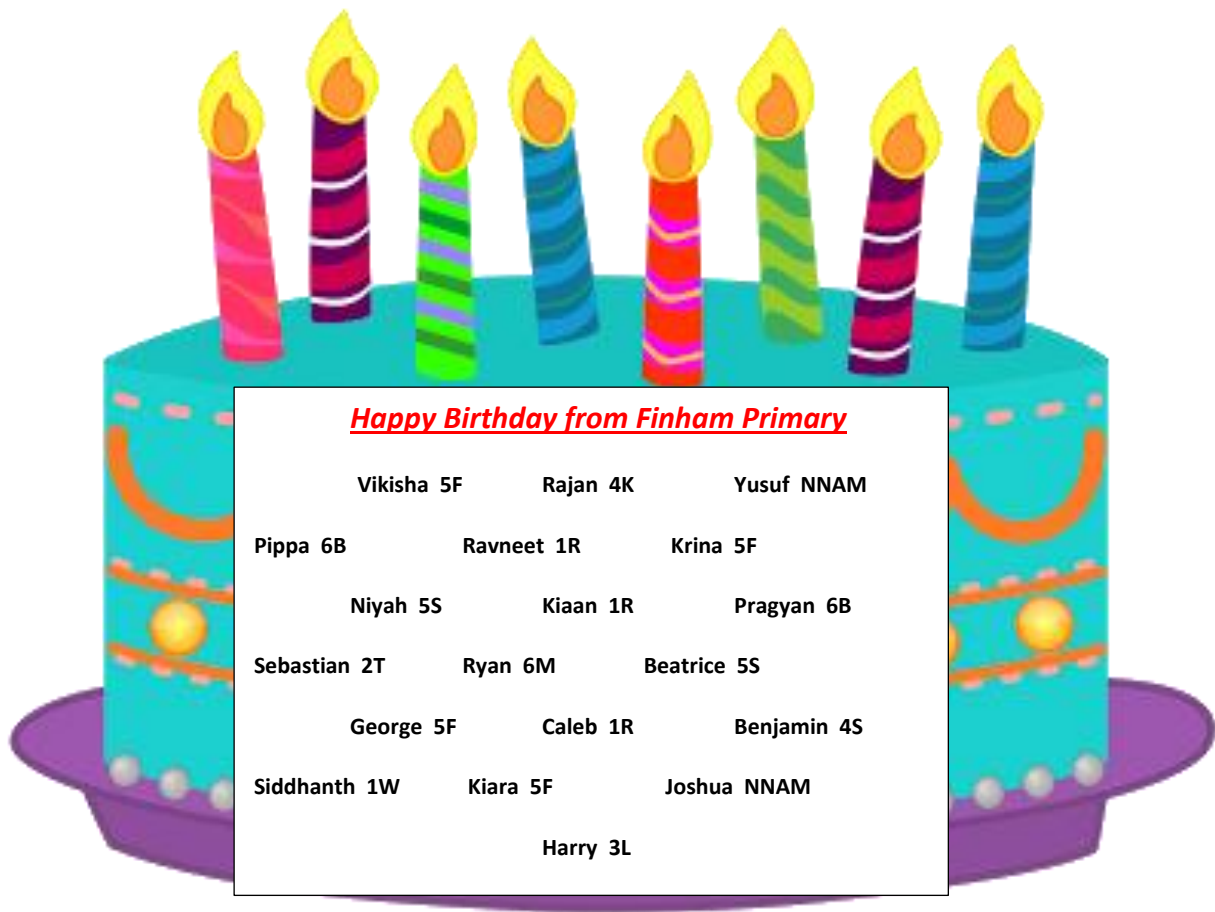 Happy Birthday from Finham Primary
Vikisha 5F Rajan 4K Yusuf NNAM
Pippa 6B Ravneet 1R Krina 5F
Niyah 5S Kiaan 1R Pragyan 6B
Sebastian 2T Ryan 6M Beatrice 5S
George 5F Caleb 1R Benjamin 4S
Siddhanth 1W Kiara 5F Joshua NNAM
Harry 3L